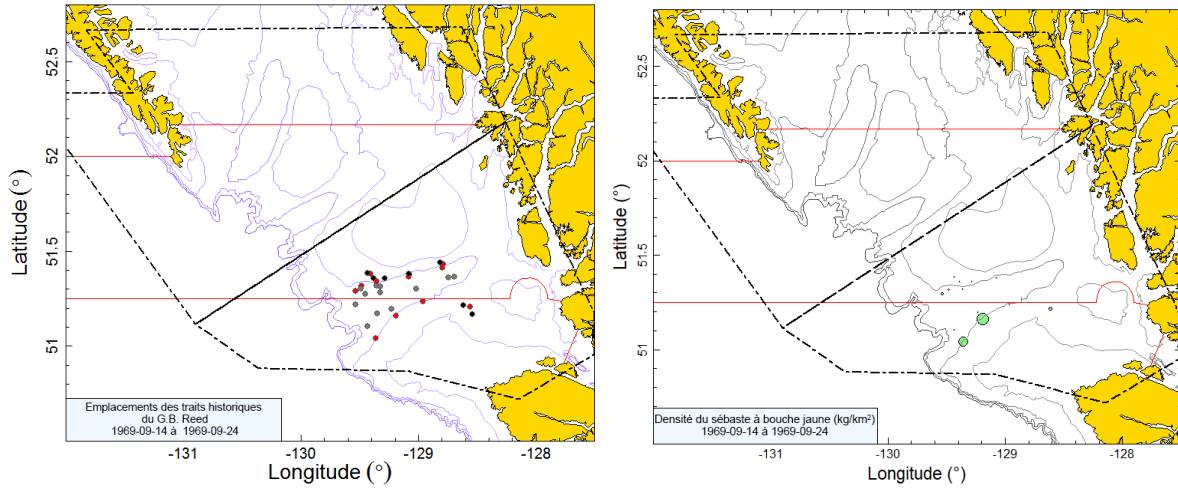 52.5
52
51.5
51
Latitude (°)
Emplacements des traits historiques
du G.B. Reed
1969-09-14 à 1969-09-24
-131
-130
-129
-128
Longitude (°)
52.5
52
51.5
51
Latitude (°)
Densité du sébaste à bouche jaune (kg/km²)
1969-09-14 à 1969-09-24
-131
-130
-129
-128
Longitude (°)